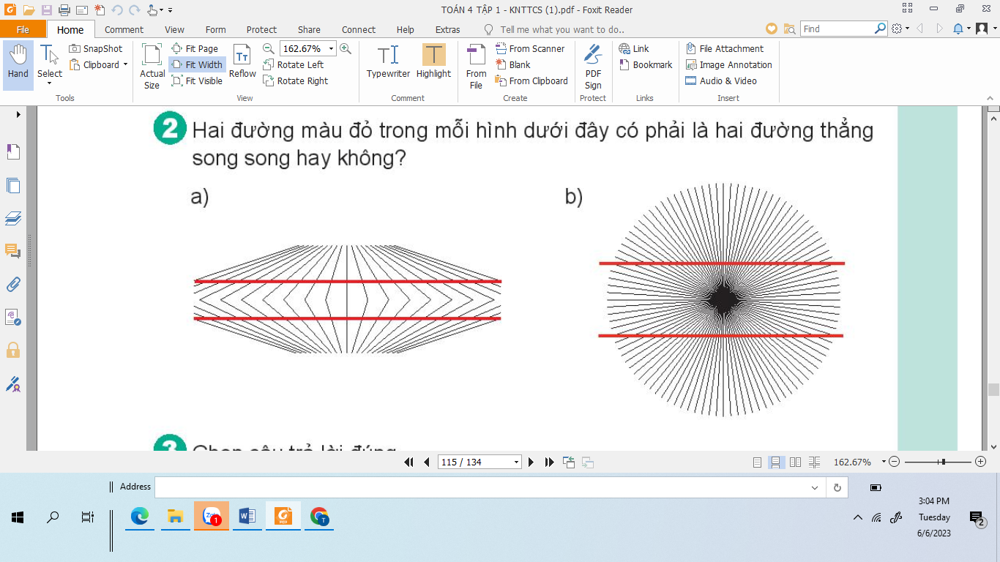 TOÁN 4 TẬP 1 - KNTTCS (1).pdf - Foxit Reader
File Home Comment View Form Protect Share Connect Help Extras Tell me what you want to do.. Find
Hand
Select
SnapShot
Clipboard
Tools
Actual Size
Fit Page
Fit Width
Fit Visible
Reflow
162.67%
Rotate Left
Rotate Right
View
Typewriter
Highlight
Comment
From File
From Scanner
Blank
From Clipboard
Create
PDF Sign
Protect
Link
Bookmark
Links
File Attachment
Image Annotation
Audio & Video
Insert
2 Hai đường màu đỏ trong mỗi hình dưới đây có phải là hai đường thẳng
song song hay không?
a) b)
3 Chọn câu trả lời đúng.
115 / 134 162.67%
Address
3:04 PM
Tuesday
6/6/2023
1
2